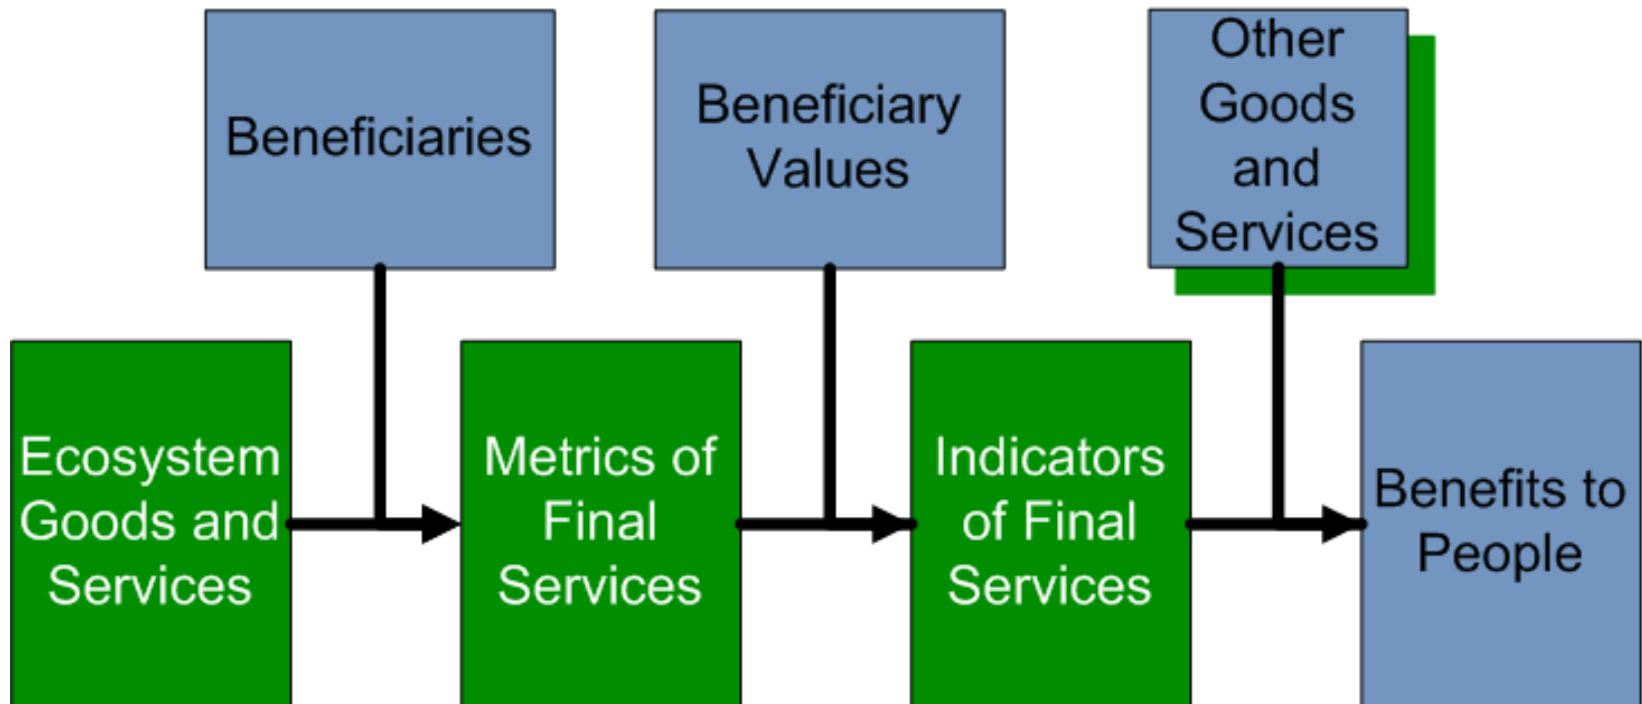 Beneficiaries
Beneficiary
Values
Other
Goods
and
Services
Ecosystem
Goods and
Services
Metrics of
Final
Services
Indicators
of Final
Services
Benefits to
People